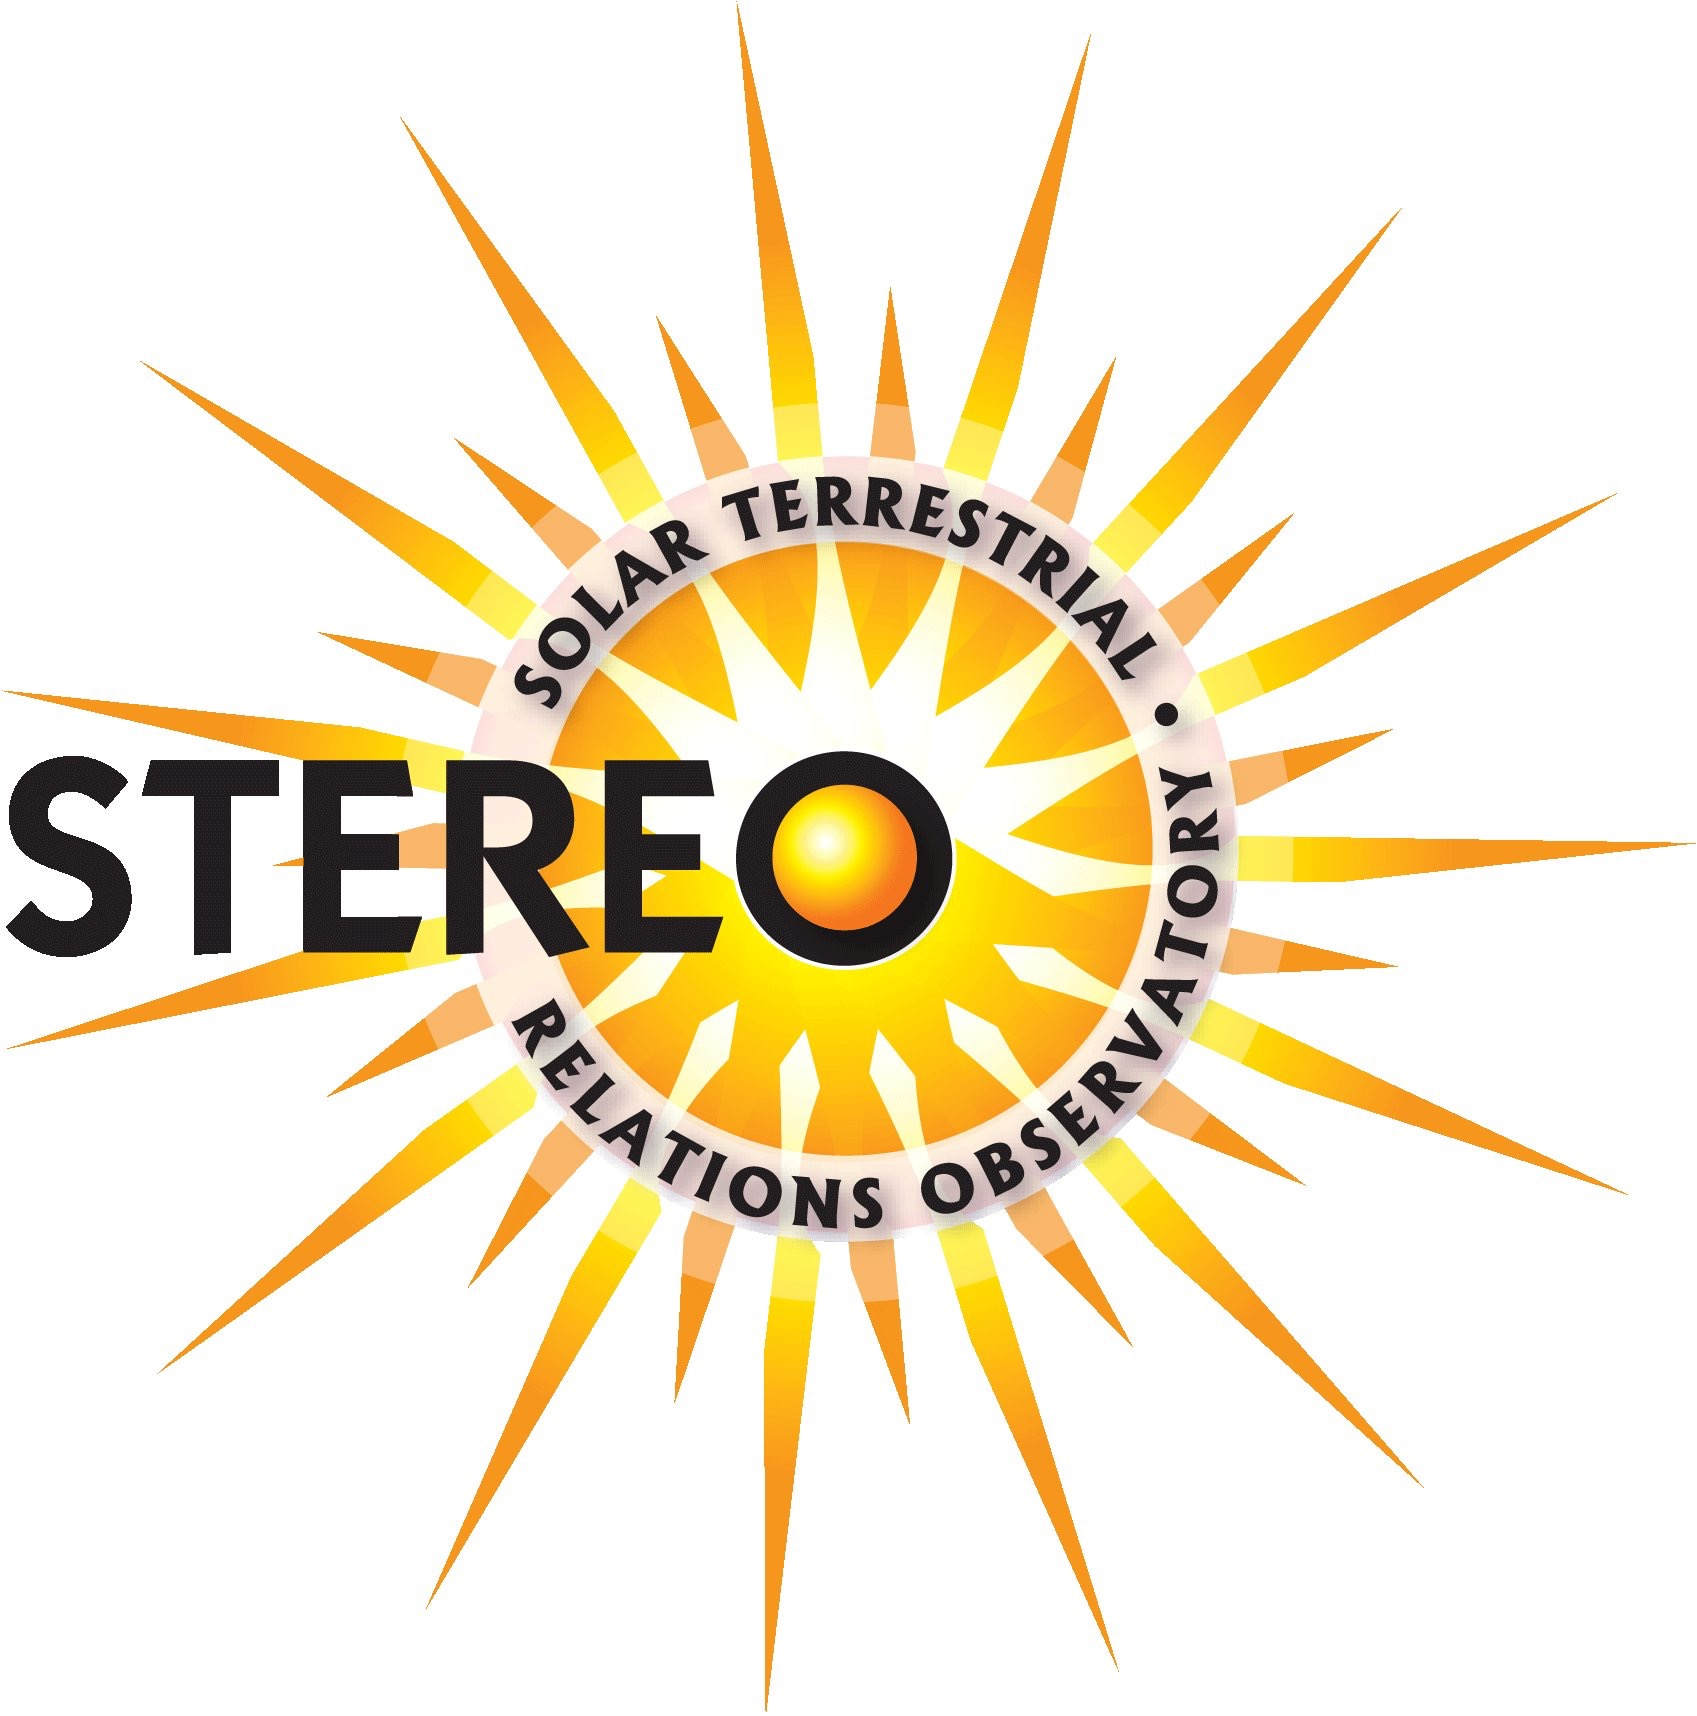 SOLAR TERRESTRIAL •
STEREO
RELATIONS OBSERVATORY